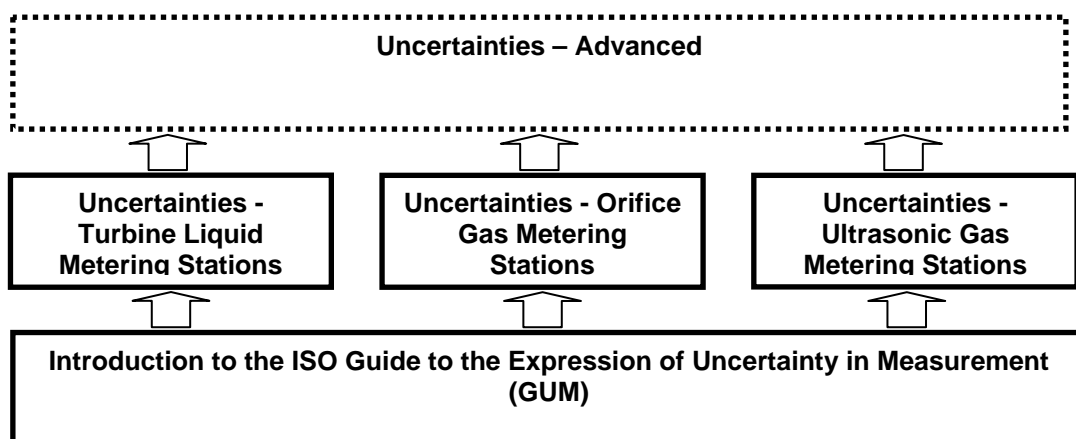 Uncertainties – Advanced
Uncertainties -
Turbine Liquid
Metering Stations
Uncertainties - Orifice
Gas Metering
Stations
Uncertainties -
Ultrasonic Gas
Metering Stations
Introduction to the ISO Guide to the Expression of Uncertainty in Measurement
(GUM)